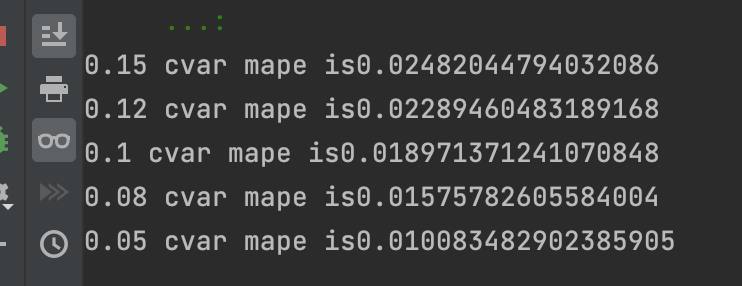 ...:
0.15 cvar mape is0.02482044794032086
0.12 cvar mape is0.02289460483189168
0.1 cvar mape is0.018971371241070848
0.08 cvar mape is0.01575782605584004
0.05 cvar mape is0.010083482902385905